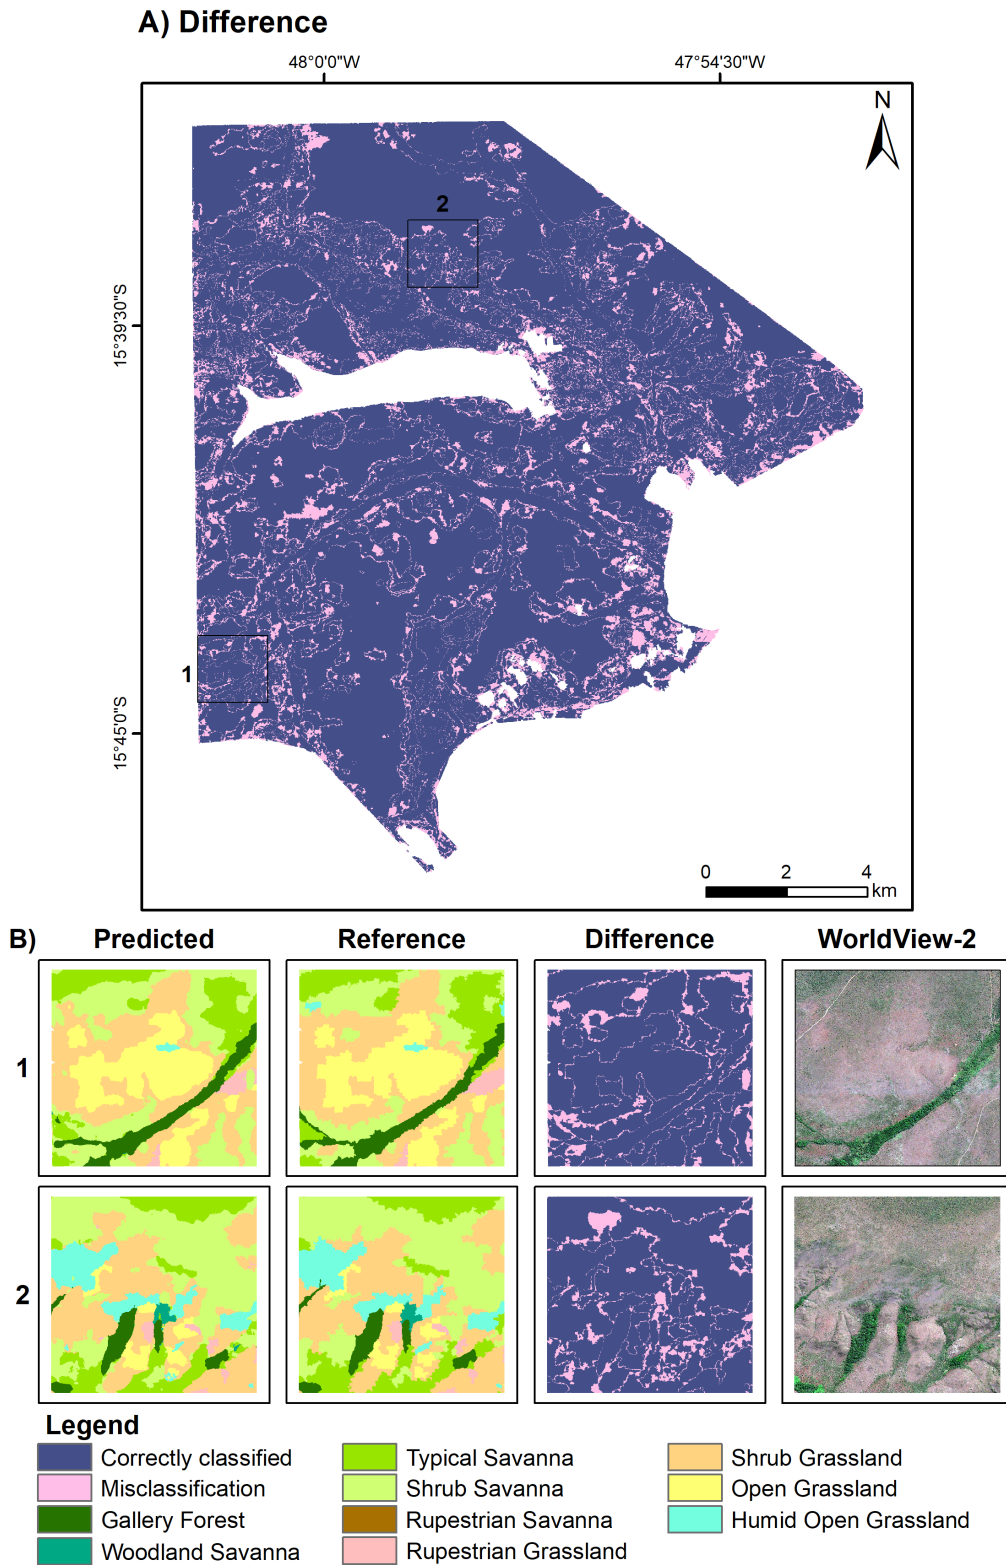 A) Difference
48°0'0"W
47°54'30"W
N
2
15°39'30"S
1
15°45'0"S
0 2 4
km
B) Predicted Reference Difference WorldView-2
1
2
Legend
Correctly classified
Misclassification
Gallery Forest
Woodland Savanna
Typical Savanna
Shrub Savanna
Rupestrian Savanna
Rupestrian Grassland
Shrub Grassland
Open Grassland
Humid Open Grassland